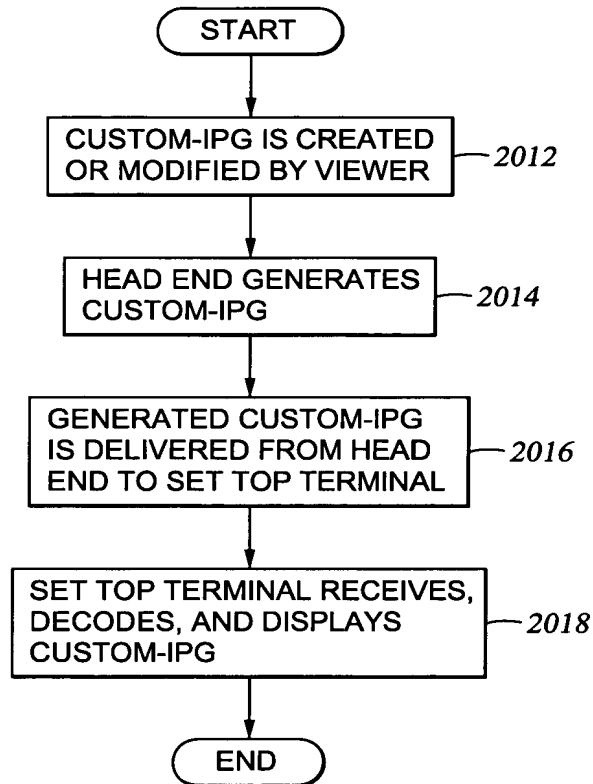 START
CUSTOM-IPG IS CREATED
OR MODIFIED BY VIEWER
2012
HEAD END GENERATES
CUSTOM-IPG
2014
GENERATED CUSTOM-IPG
IS DELIVERED FROM HEAD
END TO SET TOP TERMINAL
2016
SET TOP TERMINAL RECEIVES,
DECODES, AND DISPLAYS
CUSTOM-IPG
2018
END